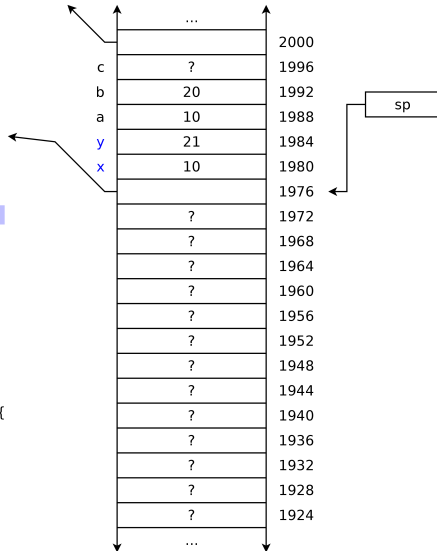 ...
2000
c ? 1996
b 20 1992
sp
a 10 1988
y 21 1984
x 10 1980
1976
? 1972
? 1968
? 1964
? 1960
? 1956
? 1952
? 1948
? 1944
{ ? 1940
? 1936
? 1932
? 1928
? 1924
...